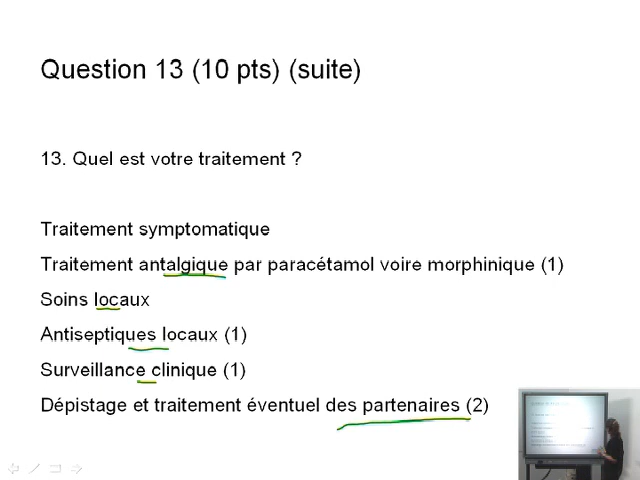 Question 13 (10 pts) (suite)
13. Quel est votre traitement ?
Traitement symptomatique
Traitement antalgique par paracétamol voire morphinique (1)
Soins locaux
Antiseptiques locaux (1)
Surveillance clinique (1)
Dépistage et traitement éventuel des partenaires (2)